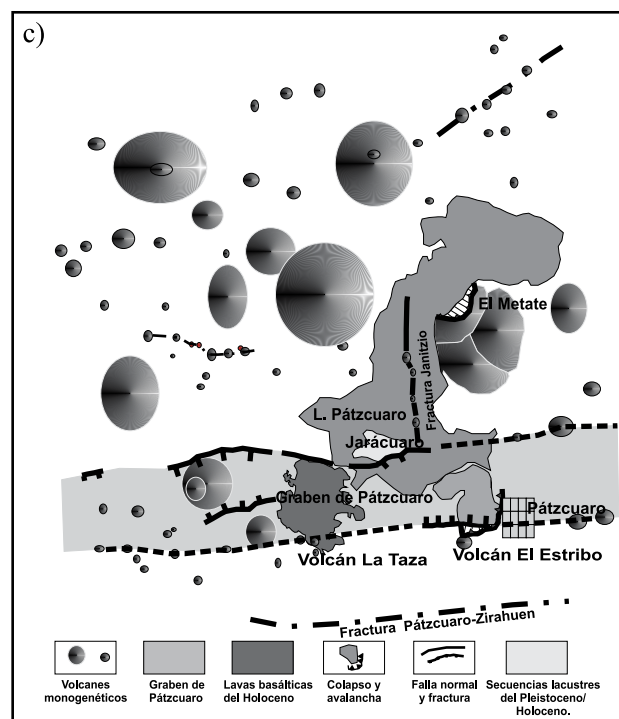 c)
El Metate
Fractura Janitzio
L. Pátzcuaro
Jarácuaro
Graben de Pátzcuaro
Pátzcuaro
Volcán La Taza
Volcán El Estribo
Fractura Pátzcuaro-Zirahuen
Volcanes
monogenéticos
Graben de
Pátzcuaro
Lavas basálticas
del Holoceno
Colapso y
avalancha
Falla normal
y fractura
Secuencias lacustres
del Pleistoceno/
Holoceno.